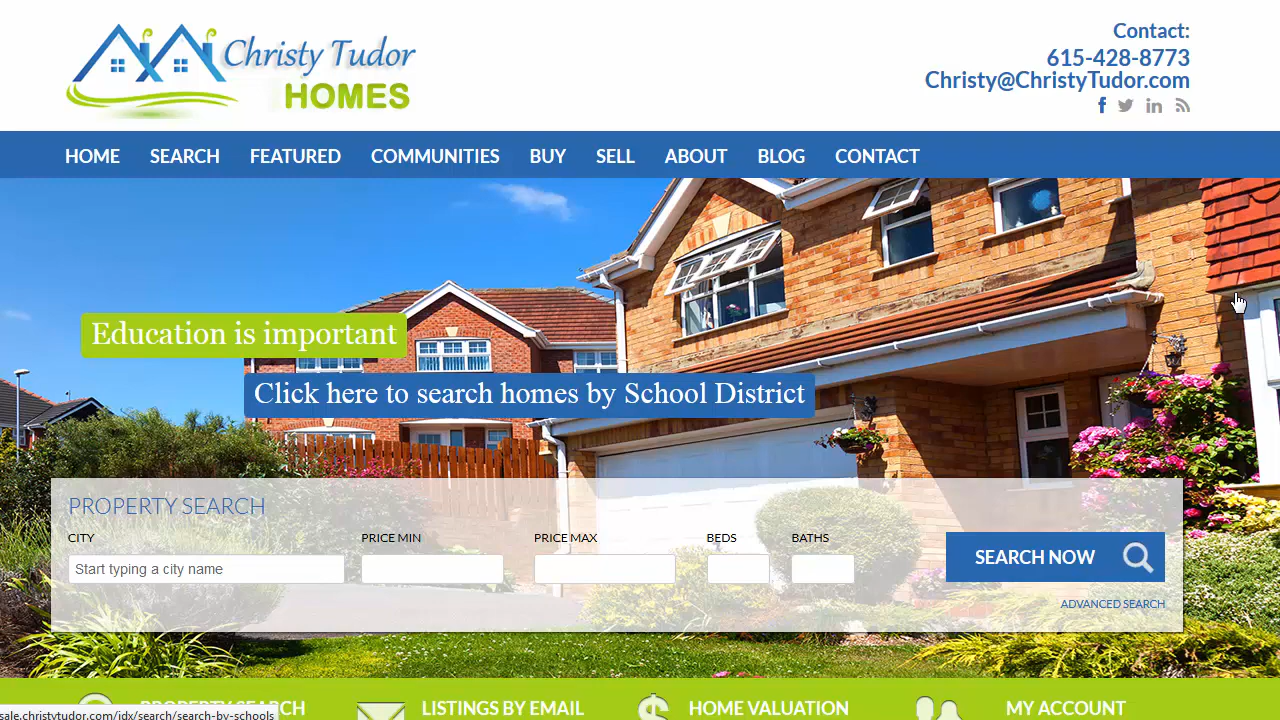 Christy Tudor
HOMES
Contact:
615-428-8773
Christy@ChristyTudor.com
HOME SEARCH FEATURED COMMUNITIES BUY SELL ABOUT BLOG CONTACT
Education is important
Click here to search homes by School District
PROPERTY SEARCH
CITY PRICE MIN PRICE MAX BEDS BATHS
Start typing a city name
SEARCH NOW
ADVANCED SEARCH
PROPERTY SEARCH LISTINGS BY EMAIL HOME VALUATION MY ACCOUNT
sale.christytudor.com/idx/search/search-by-schools